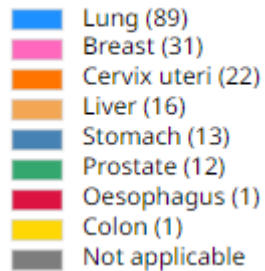 Lung (89)
Breast (31)
Cervix uteri (22)
Liver (16)
Stomach (13)
Prostate (12)
Oesophagus (1)
Colon (1)
Not applicable